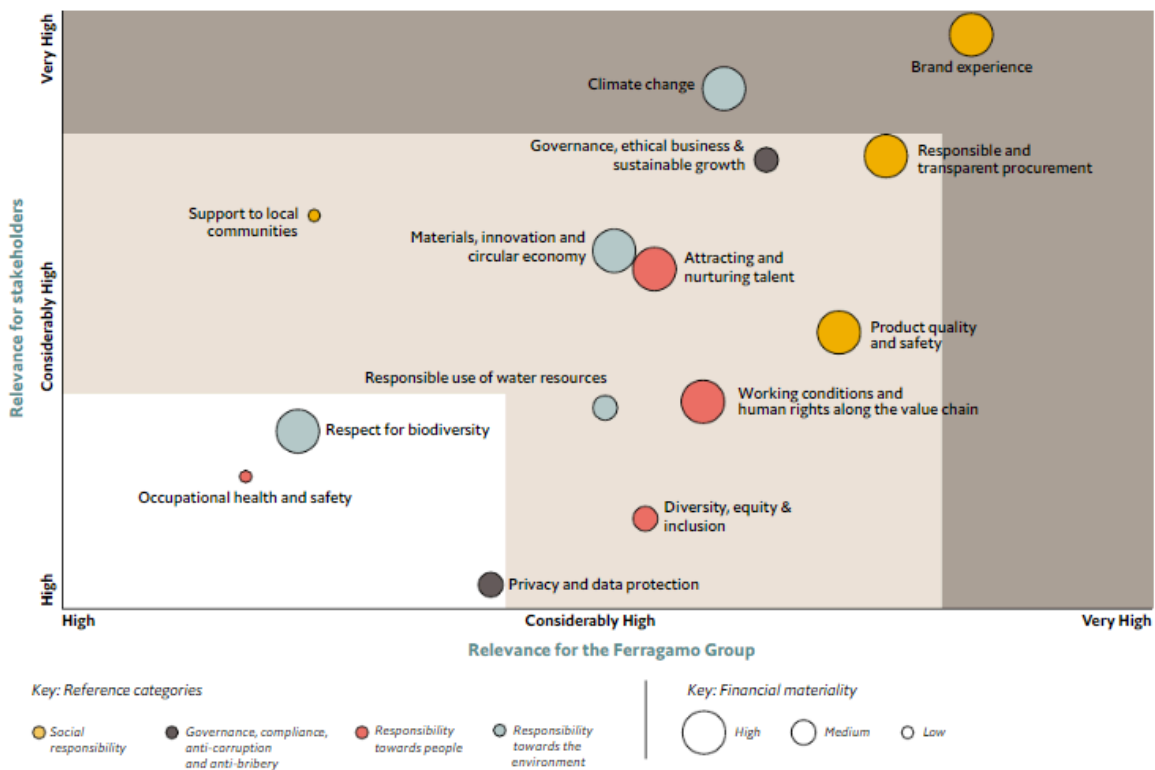 Very High
Brand experience
Climate change
Governance, ethical business &
sustainable growth
Responsible and
transparent procurement
Support to local
communities
Materials, innovation and
circular economy
Attracting and
nurturing talent
Relevance for stakeholders
Considerably High
Product quality
and safety
Responsible use of water resources
Working conditions and
human rights along the value chain
Respect for biodiversity
Occupational health and safety
Diversity, equity &
inclusion
High
Privacy and data protection
High
Considerably High
Very High
Relevance for the Ferragamo Group
Key: Reference categories
Social
responsibility
Governance, compliance,
anti-corruption
and anti-bribery
Responsibility
towards people
Responsibility
towards the
environment
Key: Financial materiality
High
Medium
Low